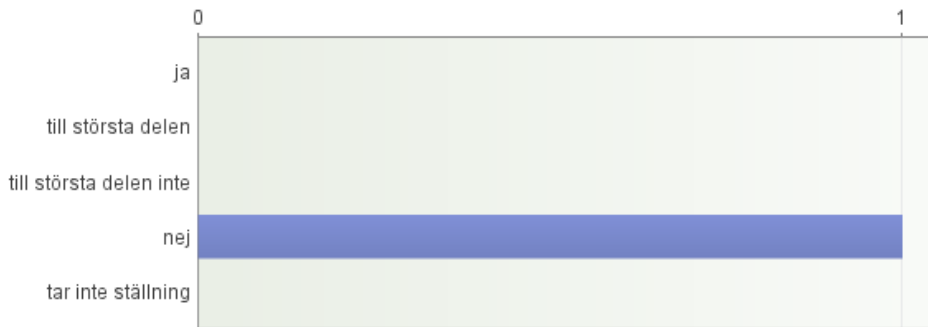 0 1
ja
till största delen
till största delen inte
nej
tar inte ställning